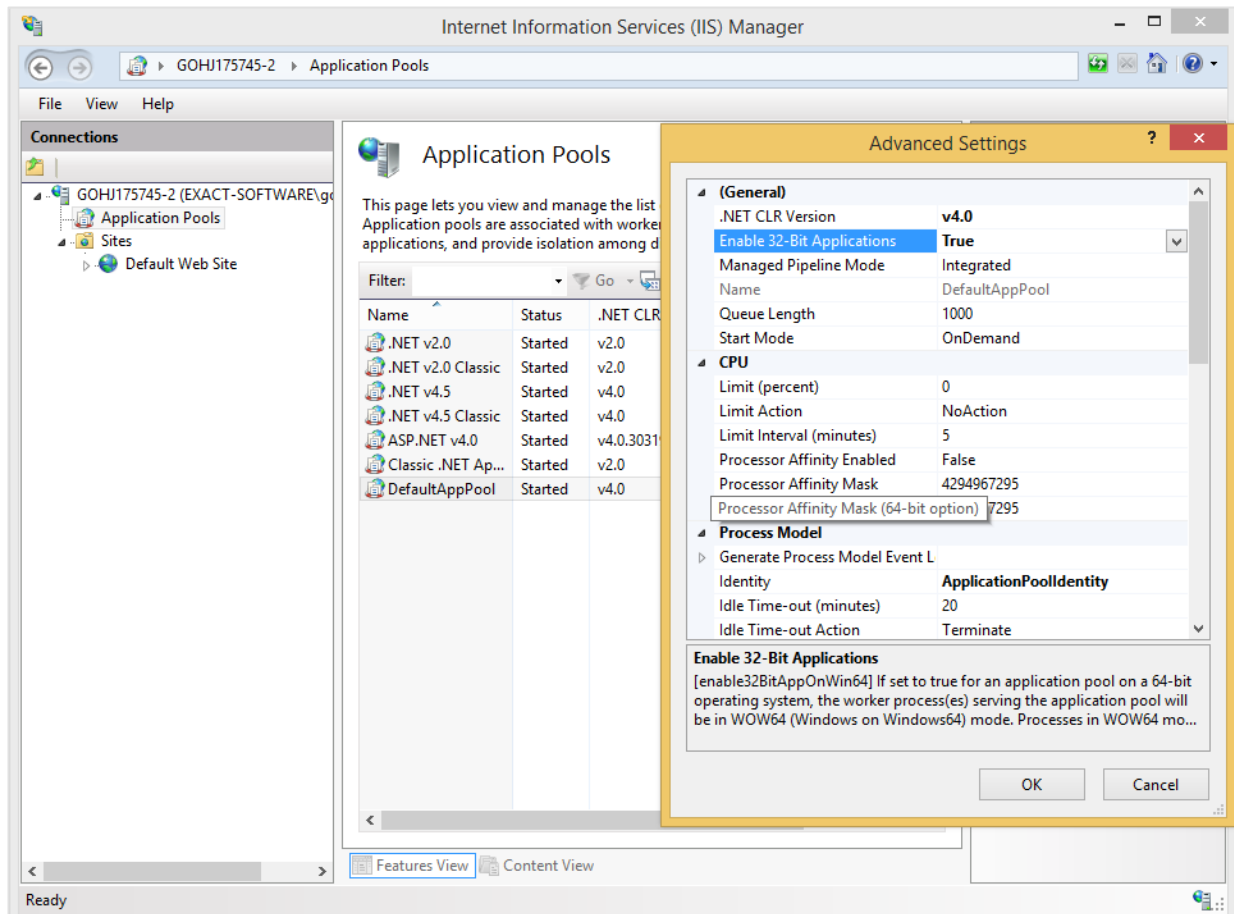 Internet Information Services (IIS) Manager
GOHJ175745-2 Application Pools
File View Help
Connections
GOHJ175745-2 (EXACT-SOFTWARE\g
Application Pools
Sites
Default Web Site
Application Pools
This page lets you view and manage the list
Application pools are associated with worker
applications, and provide isolation among d
Filter: Go
Name Status .NET CLR
.NET v2.0 Started v2.0
.NET v2.0 Classic Started v2.0
.NET v4.5 Started v4.0
.NET v4.5 Classic Started v4.0
ASP.NET v4.0 Started v4.0.3031
Classic .NET Ap... Started v2.0
DefaultAppPool Started v4.0
Features View Content View
Ready
Advanced Settings ?
(General)
.NET CLR Version v4.0
Enable 32-Bit Applications True
Managed Pipeline Mode Integrated
Name DefaultAppPool
Queue Length 1000
Start Mode OnDemand
CPU
Limit (percent) 0
Limit Action NoAction
Limit Interval (minutes) 5
Processor Affinity Enabled False
Processor Affinity Mask 4294967295
Processor Affinity Mask (64-bit option) 7295
Process Model
Generate Process Model Event L
Identity ApplicationPoolIdentity
Idle Time-out (minutes) 20
Idle Time-out Action Terminate
Enable 32-Bit Applications
[enable32BitAppOnWin64] If set to true for an application pool on a 64-bit
operating system, the worker process(es) serving the application pool will
be in WOW64 (Windows on Windows64) mode. Processes in WOW64 mo...
OK Cancel